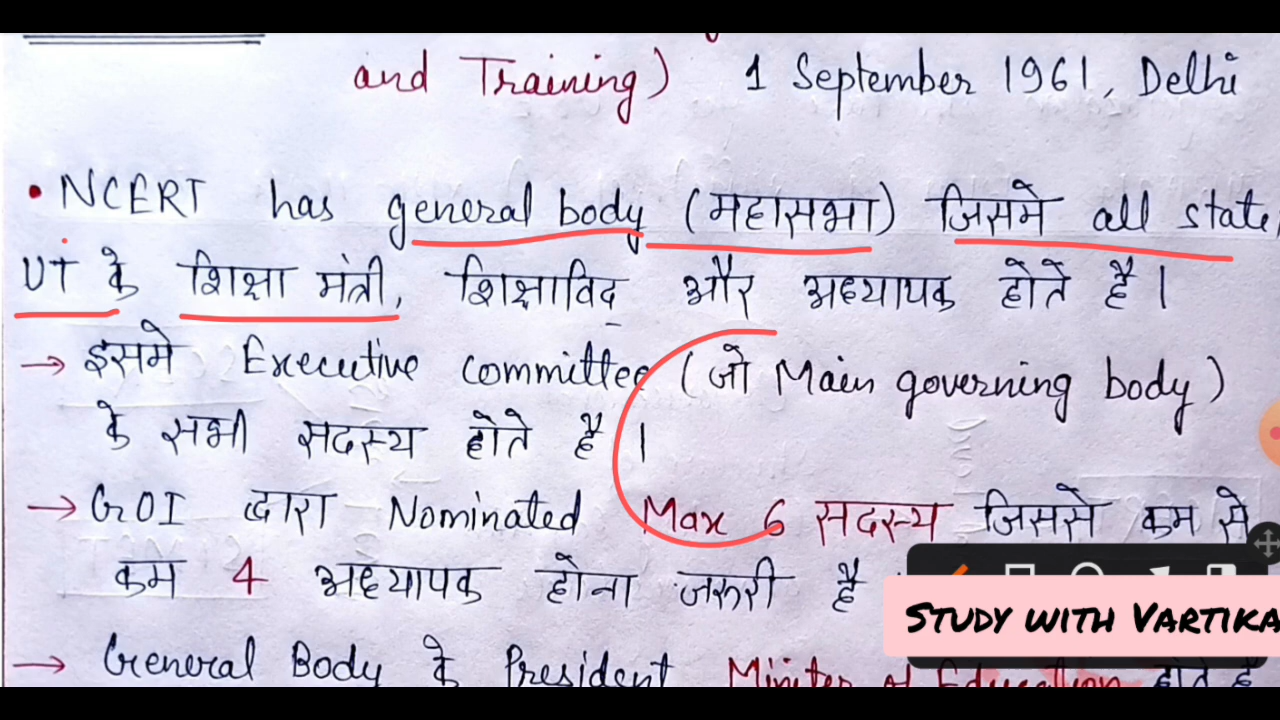 and Training) 1 September 1961, Delhi
• NCERT has general body (महासभा) जिसमे all state,
UT के शिक्षा मंत्री, शिक्षाविद और अध्यापक होते है ।
→ इसमे Executive committee (जो Main governing body)
के सभी सदस्य होते है ।
→ GOI द्वारा Nominated Max 6 सदस्य जिससे कम से
कम 4 अध्यापक होना जरुरी है
STUDY WITH VARTIKA
→ General Body के President Miniter of Education होते है